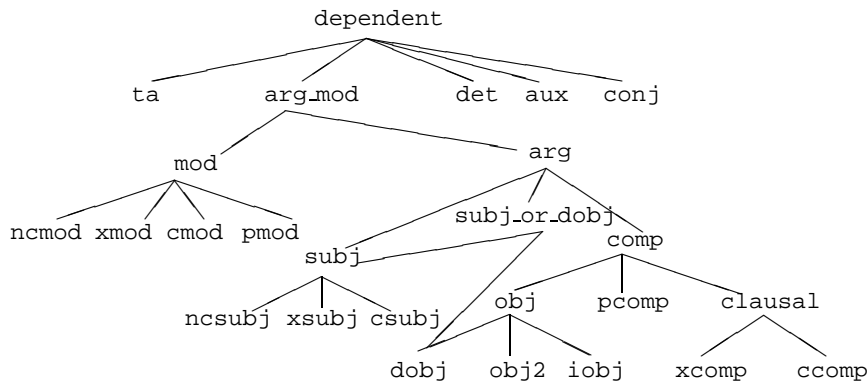 dependent
ta arg_mod det aux conj
mod arg
ncmod xmod cmod pmod subj_or_dobj
subj comp
ncsubj xsubj csubj obj pcomp clausal
dobj obj2 iobj xcomp ccomp